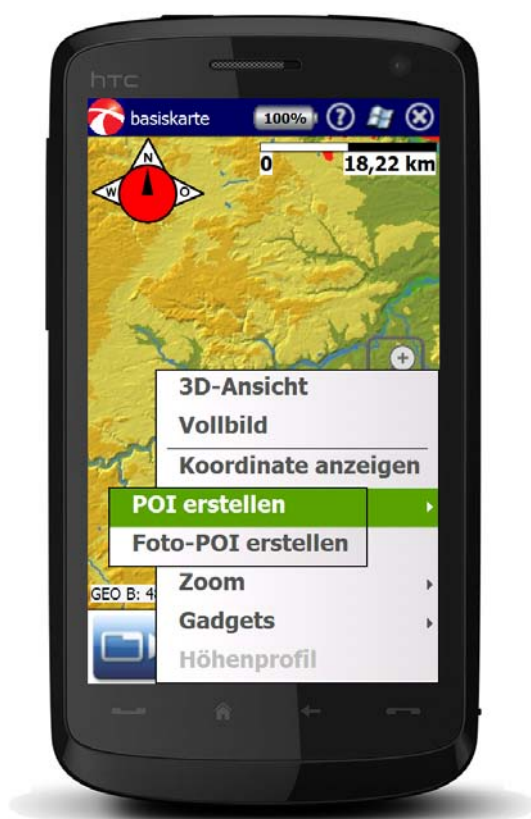 htc
basiskarte 100% ?
N
W O
0 18,22 km
3D-Ansicht
Vollbild
Koordinate anzeigen
POI erstellen
Foto-POI erstellen
Zoom
GEO B: 48
Gadgets
Höhenprofil